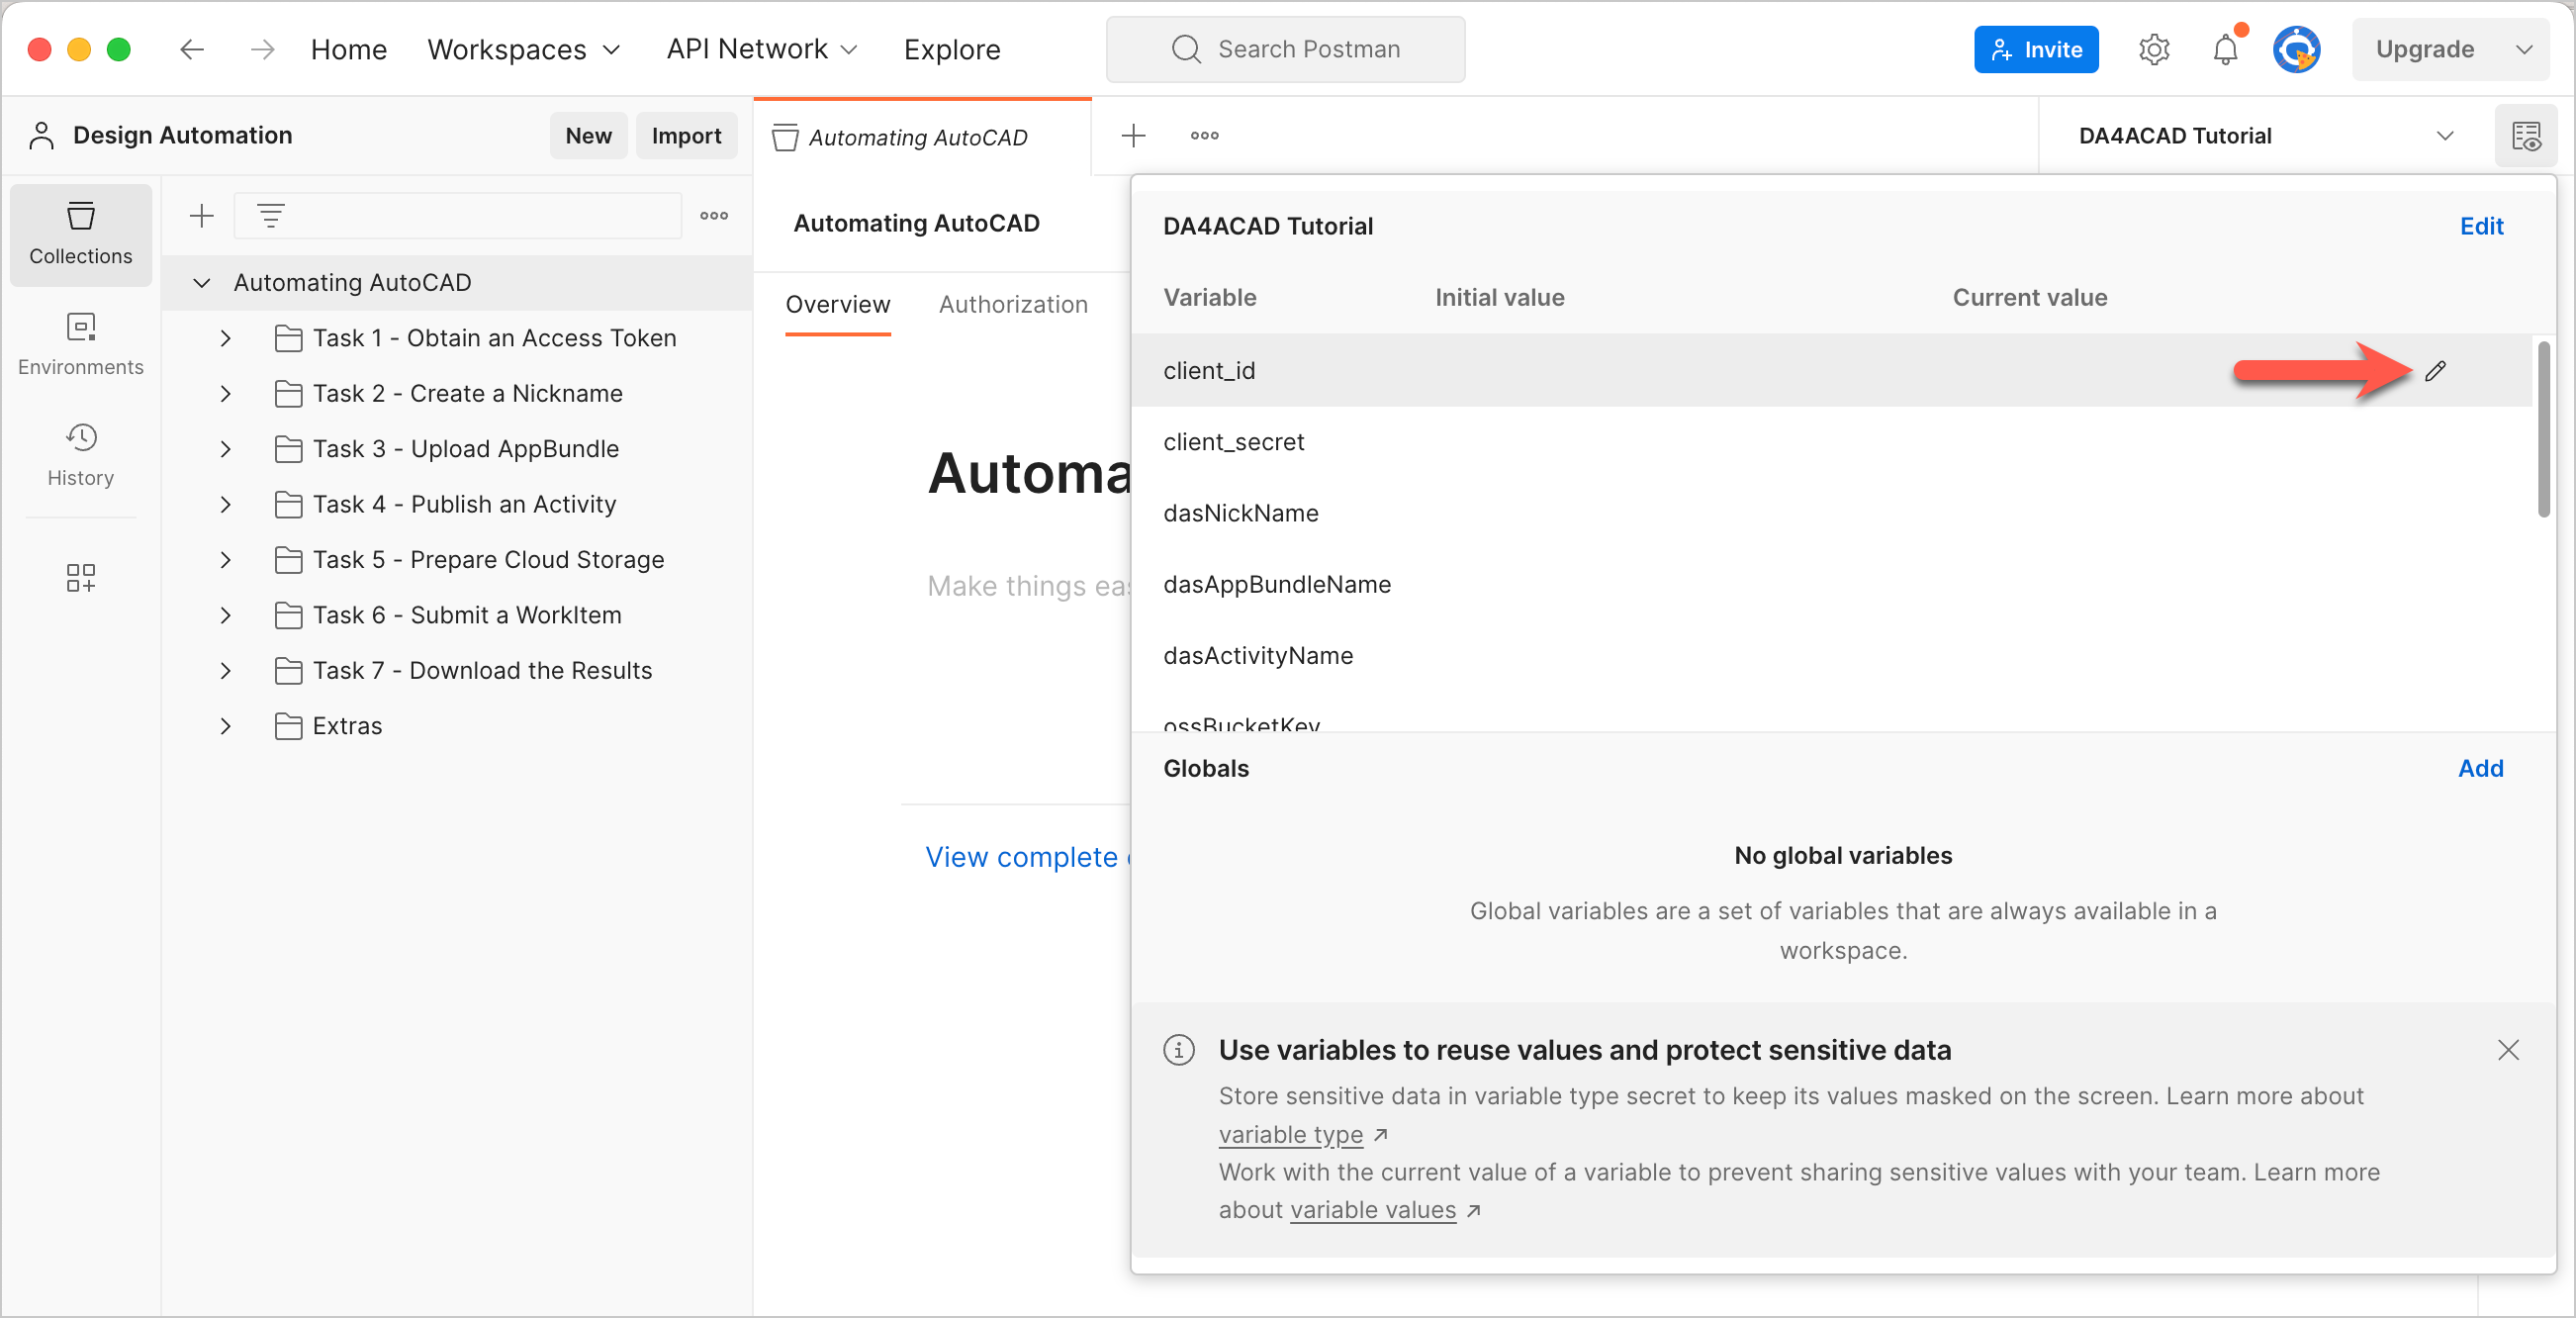 Home Workspaces API Network Explore Search Postman Invite Upgrade
Design Automation New Import Automating AutoCAD DA4ACAD Tutorial
Collections
Environments
History
Automating AutoCAD
Task 1 - Obtain an Access Token
Task 2 - Create a Nickname
Task 3 - Upload AppBundle
Task 4 - Publish an Activity
Task 5 - Prepare Cloud Storage
Task 6 - Submit a WorkItem
Task 7 - Download the Results
Extras
Automating AutoCAD
Overview Authorization
Automa
Make things eas
View complete
DA4ACAD Tutorial Edit
Variable Initial value Current value
client_id
client_secret
dasNickName
dasAppBundleName
dasActivityName
ossBucketKey
Globals Add
No global variables
Global variables are a set of variables that are always available in a
workspace.
Use variables to reuse values and protect sensitive data
Store sensitive data in variable type secret to keep its values masked on the screen. Learn more about
variable type ↗
Work with the current value of a variable to prevent sharing sensitive values with your team. Learn more
about variable values ↗